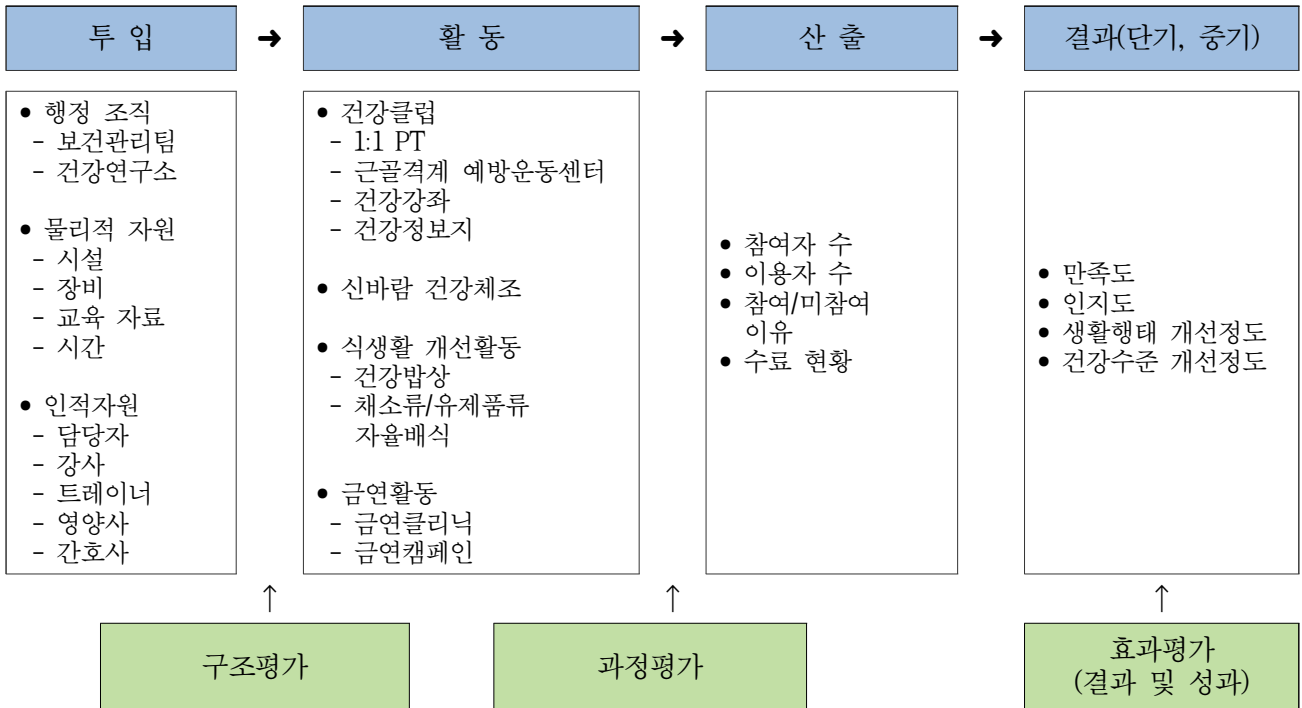 투 입
➜
활 동
➜
산 출
➜
결과(단기, 중기)
● 행정 조직
- 보건관리팀
- 건강연구소
● 물리적 자원
- 시설
- 장비
- 교육 자료
- 시간
● 인적자원
- 담당자
- 강사
- 트레이너
- 영양사
- 간호사
● 건강클럽
- 1:1 PT
- 근골격계 예방운동센터
- 건강강좌
- 건강정보지
● 신바람 건강체조
● 식생활 개선활동
- 건강밥상
- 채소류/유제품류
자율배식
● 금연활동
- 금연클리닉
- 금연캠페인
● 참여자 수
● 이용자 수
● 참여/미참여
이유
● 수료 현황
● 만족도
● 인지도
● 생활행태 개선정도
● 건강수준 개선정도
↑
↑
↑
구조평가
과정평가
효과평가
(결과 및 성과)